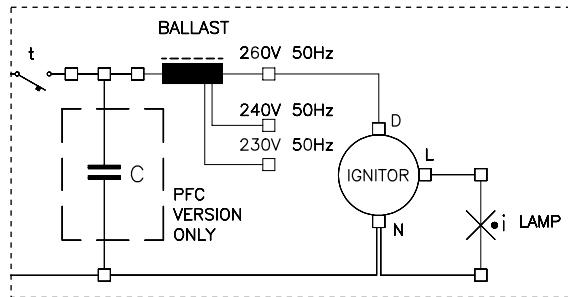 BALLAST
t
260V 50Hz
240V 50Hz
230V 50Hz
D
L
IGNITOR
C
PFC
VERSION
ONLY
N
i LAMP